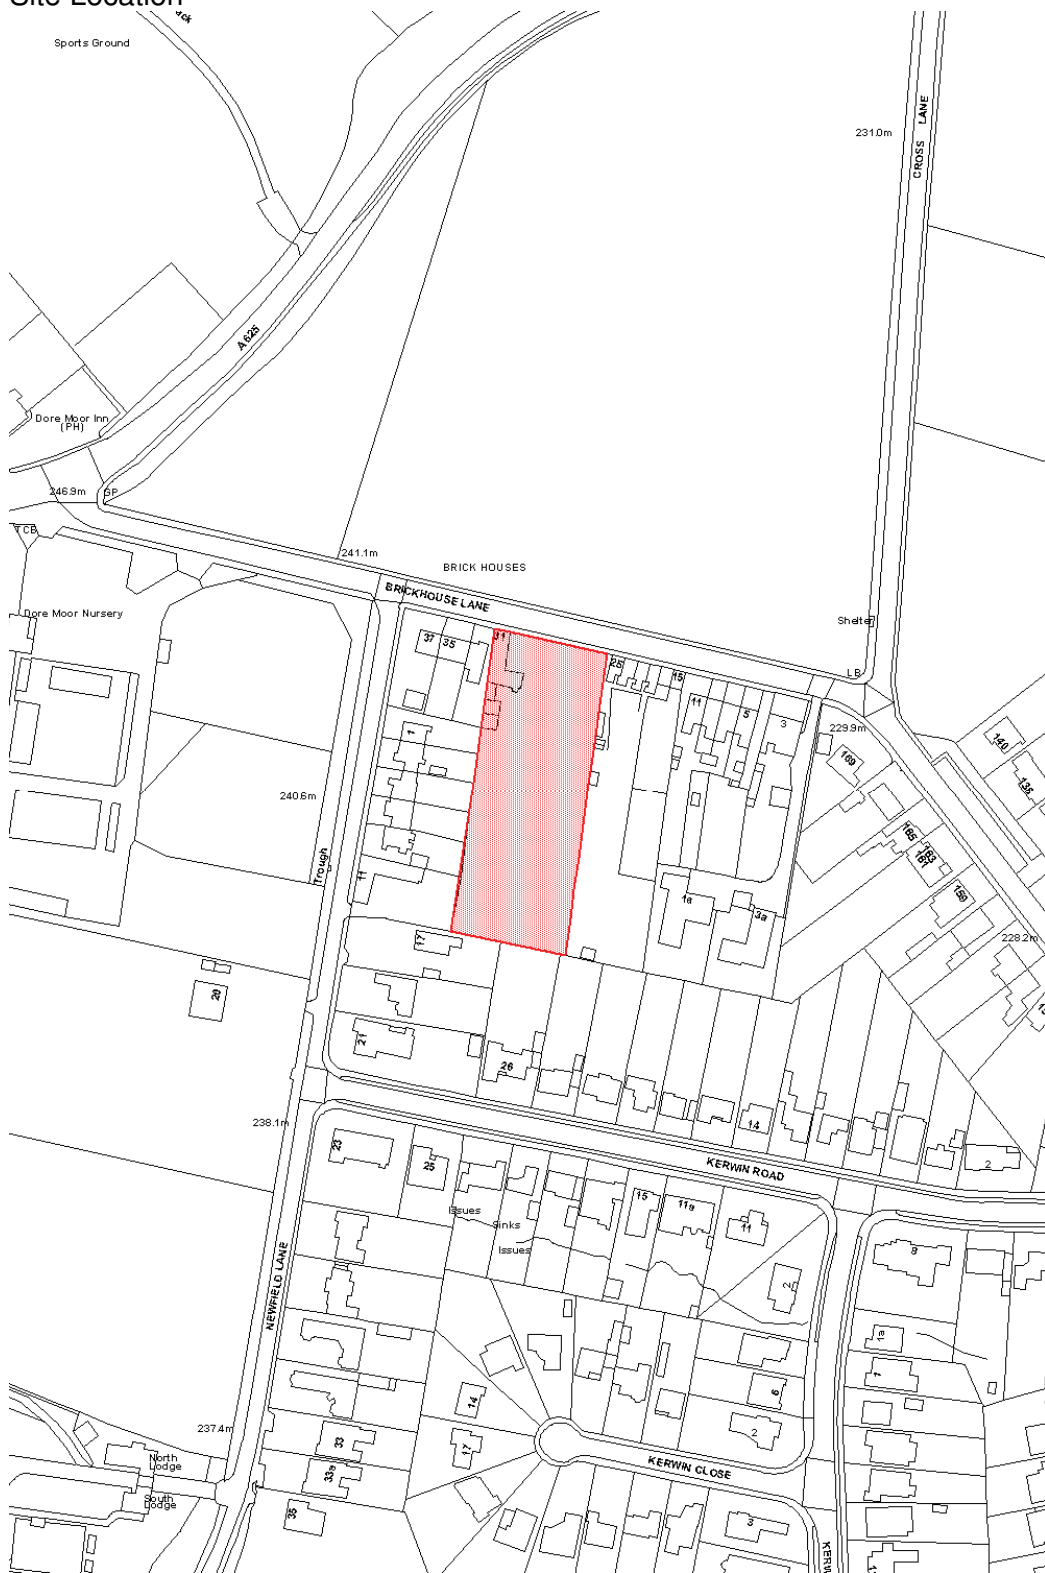 Site Location
ack
Sports Ground
CROSS LANE
231.0m
A625
Dore Moor Inn
(PH)
246.9m
GP
TCB
241.1m
BRICK HOUSES
BRICKHOUSE LANE
Dore Moor Nursery
Shelter
LB
37
35
31
25
15
11
5
3
229.9m
169
140
135
1
240.6m
165
163
161
159
Trough
11
1a
3a
17
228.2m
20
21
26
14
2
238.1m
23
25
KERWIN ROAD
15
11a
11
Issues
Sinks
Issues
9
2
NEWFIELD LANE
1a
1
6
14
2
237.4m
33
17
North
Lodge
33a
KERWIN CLOSE
South
Lodge
35
3
KERW